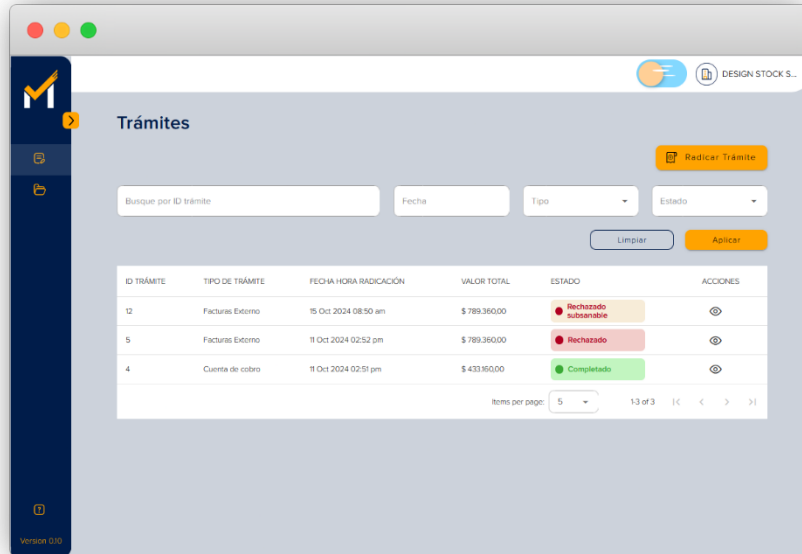 DESIGN STOCK S...
Trámites
Radicar Trámite
Busque por ID trámite
Fecha
Tipo
Estado
Limpiar
Aplicar
ID TRÁMITE TIPO DE TRÁMITE FECHA HORA RADICACIÓN VALOR TOTAL ESTADO ACCIONES
12 Facturas Externo 15 Oct 2024 08:50 am $ 789.360,00 Rechazado subsanable
5 Facturas Externo 11 Oct 2024 02:52 pm $ 789.360,00 Rechazado
4 Cuenta de cobro 11 Oct 2024 02:51 pm $ 433.160,00 Completado
Items per page: 5 1-3 of 3
Version 0.10